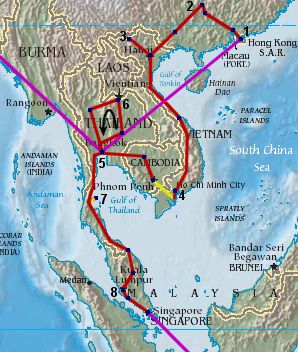 2
1
3
Hanoi
Hong Kong
S.A.R.
Macau
(PORT.)
BURMA
LAOS
Gulf of
Tonkin
Hainan
Dao
Vientiane
6
Rangoon
THAILAND
PARACEL
ISLANDS
VIETNAM
Bangkok
ANDAMAN
ISLANDS
(INDIA)
5
CAMBODIA
South China
Sea
Phnom Penh
Ho Chi Minh City
4
Andaman
Sea
7
Gulf of
Thailand
SPRATLY
ISLANDS
COBAR
LANDS
INDIA)
Bandar Seri
Begawan
BRUNEI
Medan
Kuala
Lumpur
8
MALAYSIA
Singapore
SINGAPORE